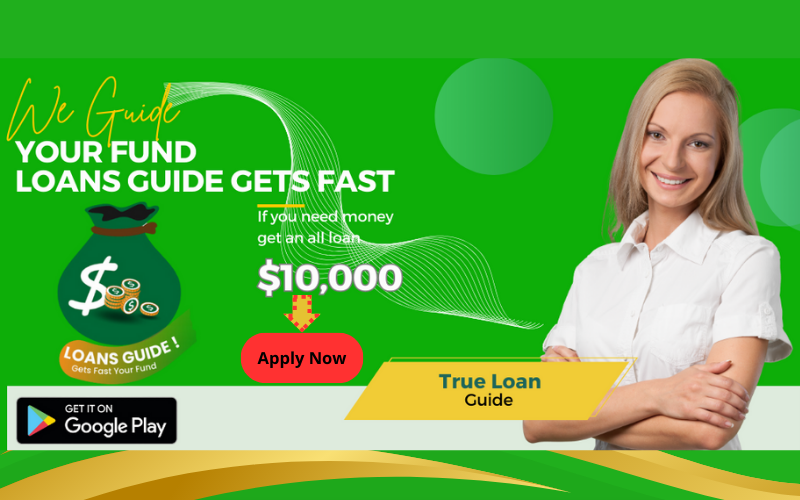 We Guide
YOUR FUND
LOANS GUIDE GETS FAST
If you need money
get an all loan
$10,000
$
LOANS GUIDE !
Gets Fast Your Fund
Apply Now
True Loan
Guide
GET IT ON
Google Play